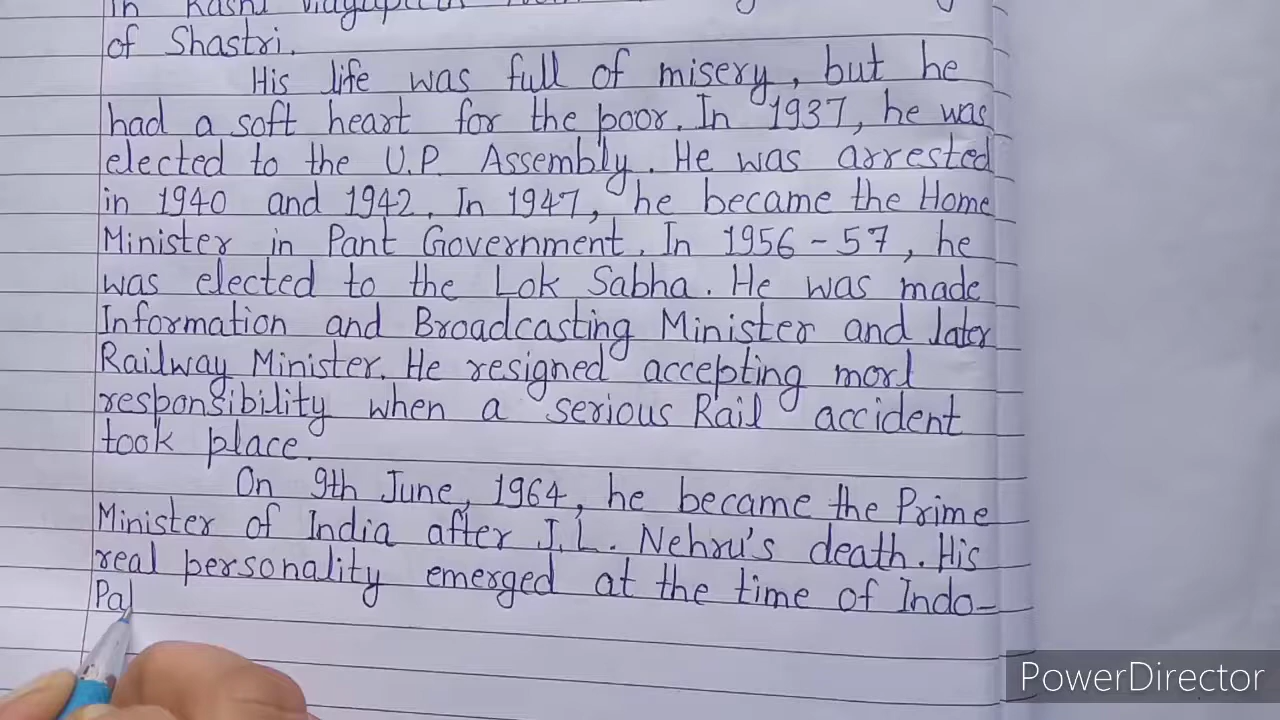 in Kashi
of Shastri.
His life was full of misery, but he
had a soft heart for the poor. In 1937, he was
elected to the U.P. Assembly. He was arrested
in 1940 and 1942. In 1947, he became the Home
Minister in Pant Government. In 1956-57, he
was elected to the Lok Sabha. He was made
Information and Broadcasting Minister and later
Railway Minister. He resigned accepting morl
responsibility when a serious Rail accident
took place.
On 9th June, 1964, he became the Prime
Minister of India after J.L. Nehru's death. His
real personality emerged at the time of Indo-
Pal
PowerDirector